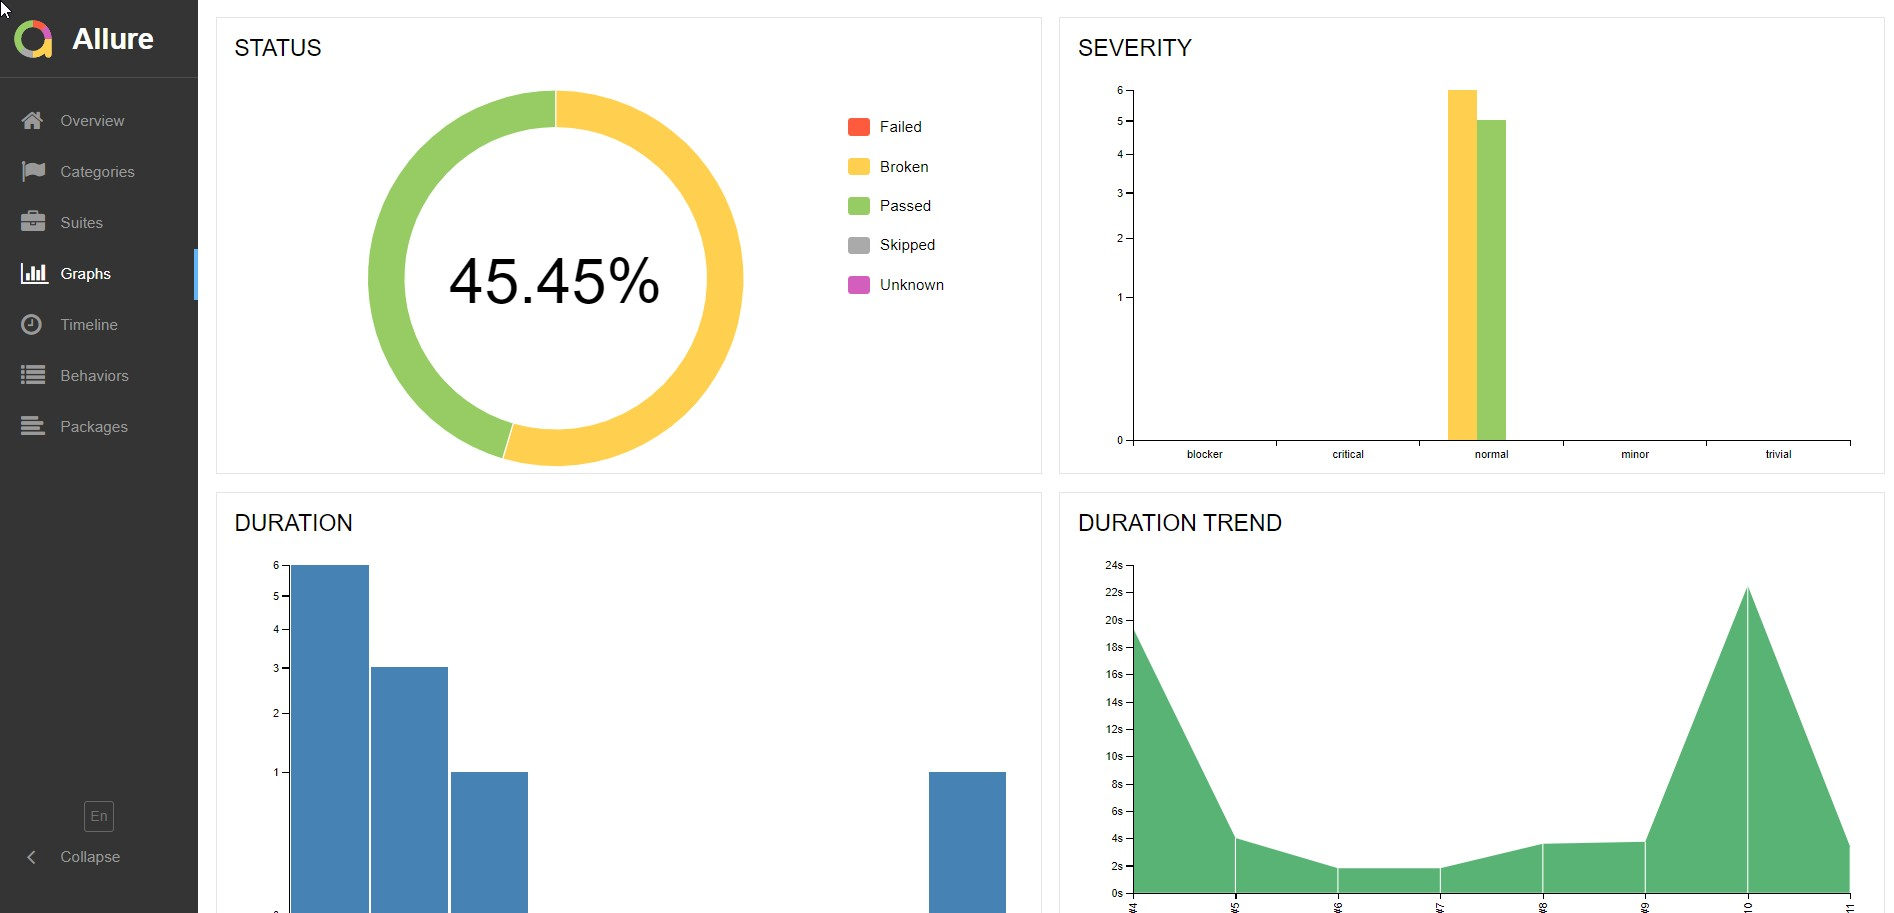 Allure
Overview
Categories
Suites
Graphs
Timeline
Behaviors
Packages
En
Collapse
STATUS
45.45%
Failed
Broken
Passed
Skipped
Unknown
SEVERITY
6
5
4
3
2
1
0
blocker critical normal minor trivial
DURATION
6
5
4
3
2
1
DURATION TREND
24s
22s
20s
18s
16s
14s
12s
10s
8s
6s
4s
2s
0s
#4 #5 #6 #7 #8 #9 10 11